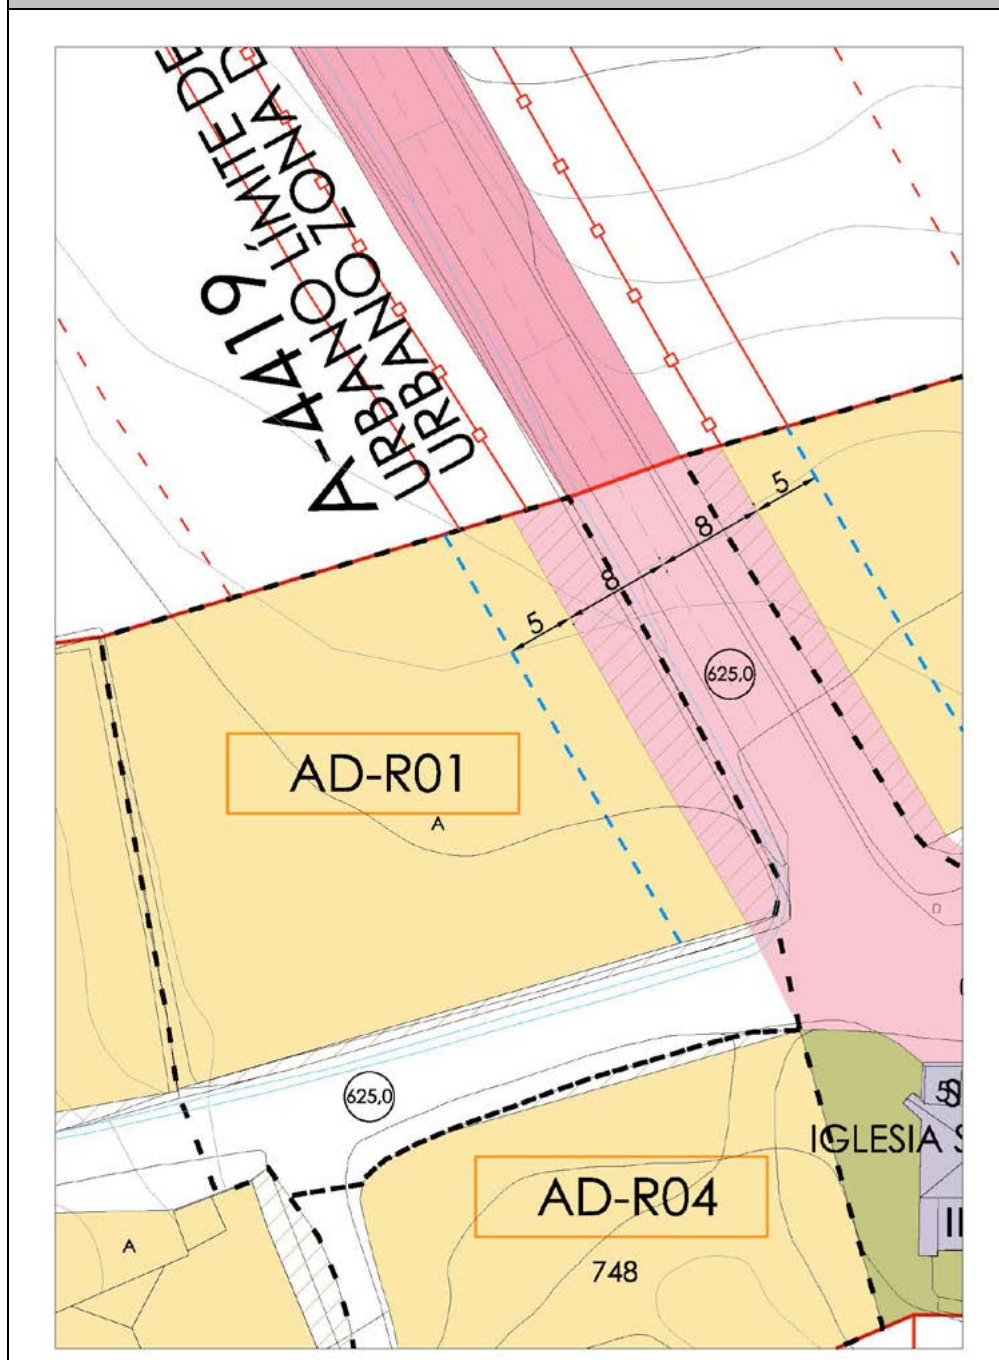 A-4419
URBANO LÍMITE DE
URBANO ZONA D
5
8
8
5
625,0
AD-R01
A
D
625,0
IGLESIA S
AD-R04
748
A